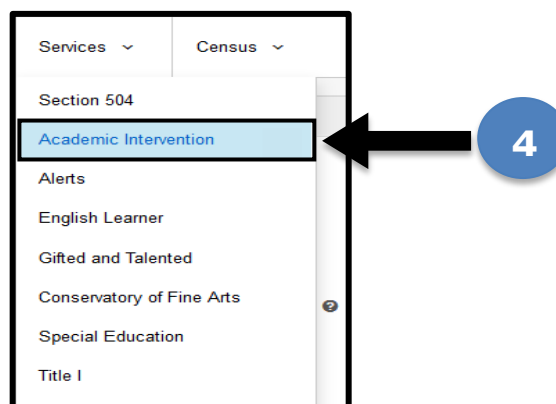 Services Census
Section 504
Academic Intervention
4
Alerts
English Learner
Gifted and Talented
Conservatory of Fine Arts
?
Special Education
Title I